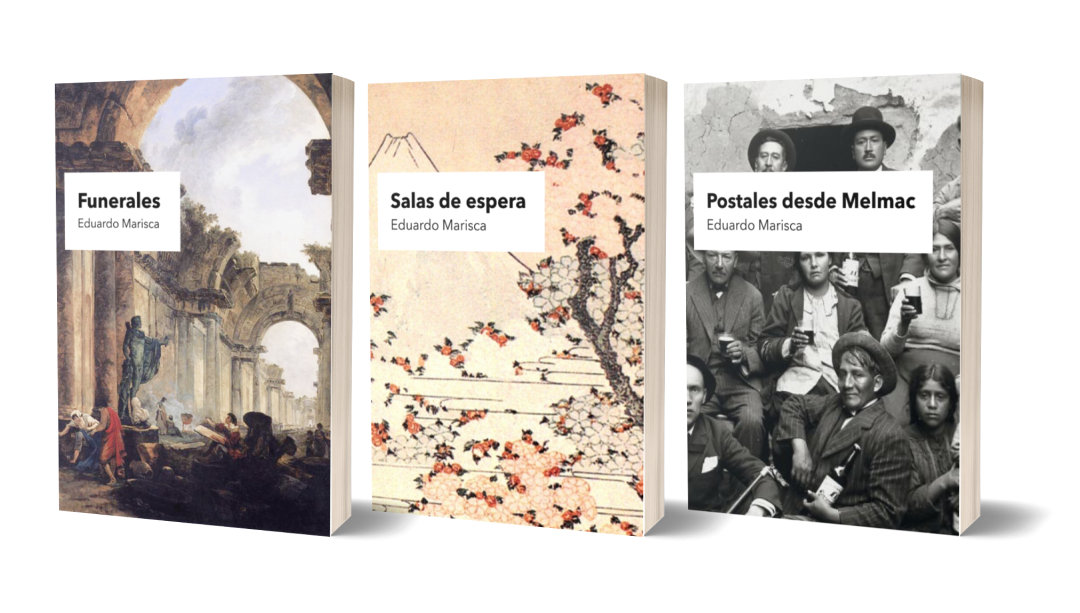 Funerales
Eduardo Marisca
Salas de espera
Eduardo Marisca
Postales desde Melmac
Eduardo Marisca